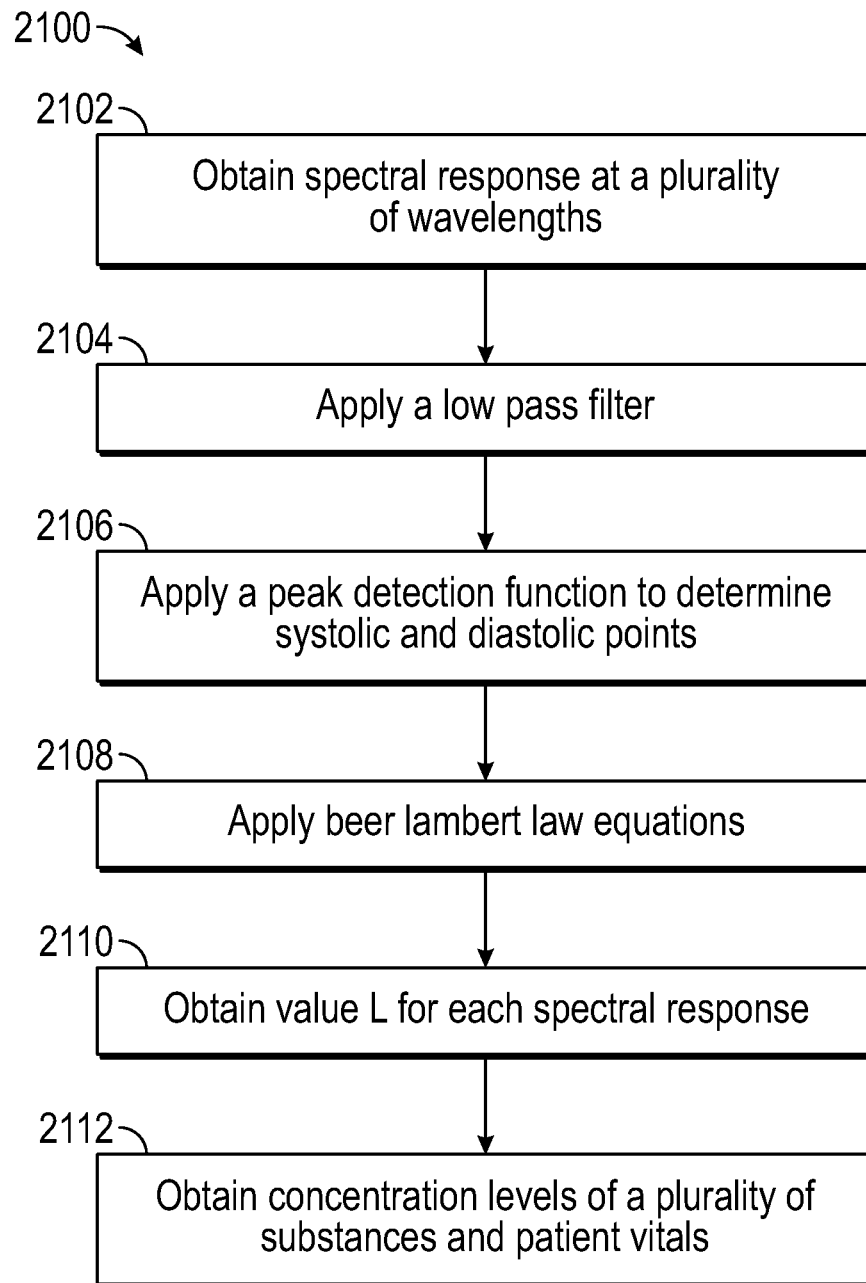 2100
2102
Obtain spectral response at a plurality
of wavelengths
2104
Apply a low pass filter
2106
Apply a peak detection function to determine
systolic and diastolic points
2108
Apply beer lambert law equations
2110
Obtain value L for each spectral response
2112
Obtain concentration levels of a plurality of
substances and patient vitals